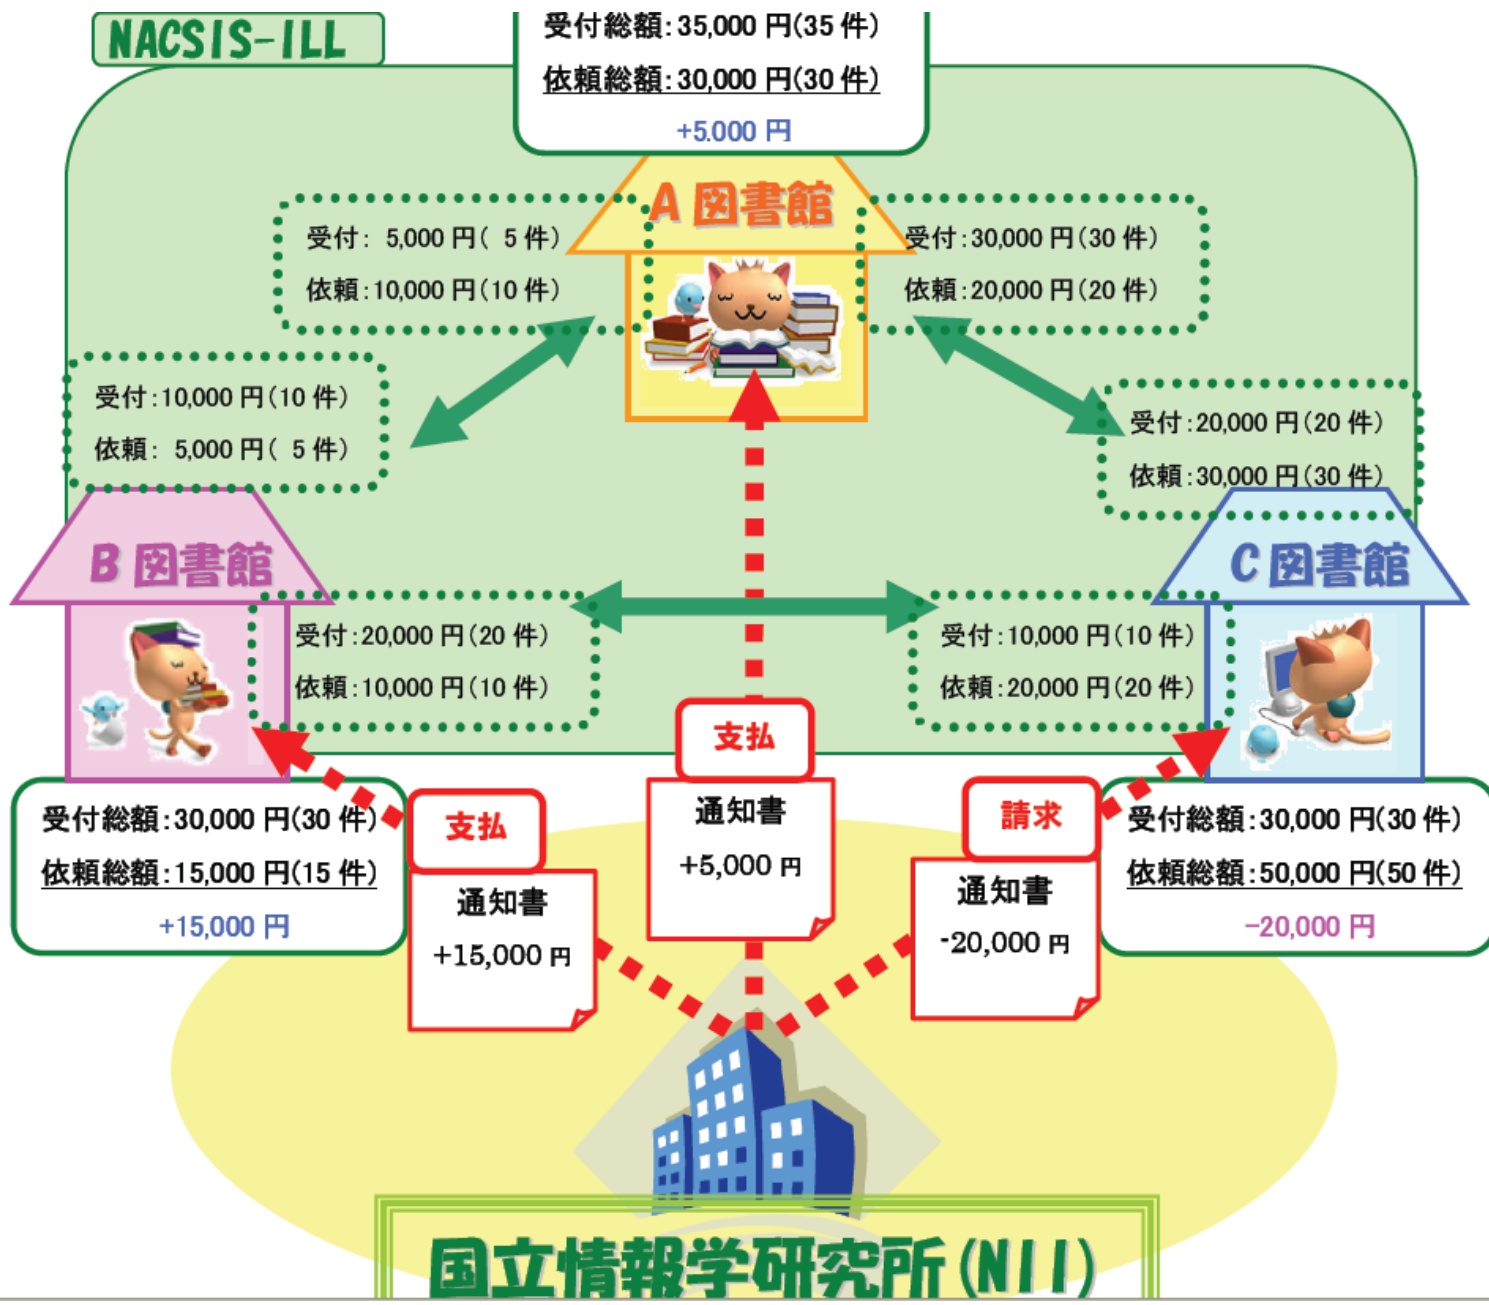 NACSIS-ILL
受付総額:35,000 円(35 件)
依頼総額:30,000 円(30 件)
+5,000 円
A 図書館
受付: 5,000 円( 5 件)
依頼:10,000 円(10 件)
受付:30,000 円(30 件)
依頼:20,000 円(20 件)
受付:10,000 円(10 件)
依頼: 5,000 円( 5 件)
受付:20,000 円(20 件)
依頼:30,000 円(30 件)
B 図書館
C 図書館
受付:20,000 円(20 件)
依頼:10,000 円(10 件)
受付:10,000 円(10 件)
依頼:20,000 円(20 件)
受付総額:30,000 円(30 件)
依頼総額:15,000 円(15 件)
+15,000 円
支払
通知書
+15,000 円
支払
通知書
+5,000 円
請求
通知書
-20,000 円
受付総額:30,000 円(30 件)
依頼総額:50,000 円(50 件)
-20,000 円
国立情報学研究所(NII)